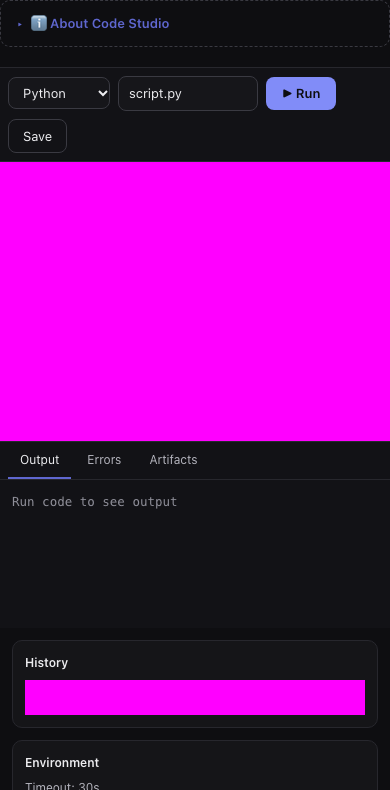 About Code Studio
Python
script.py
Run
Save
Output Errors Artifacts
Run code to see output
History
Environment
Timeout: 30s